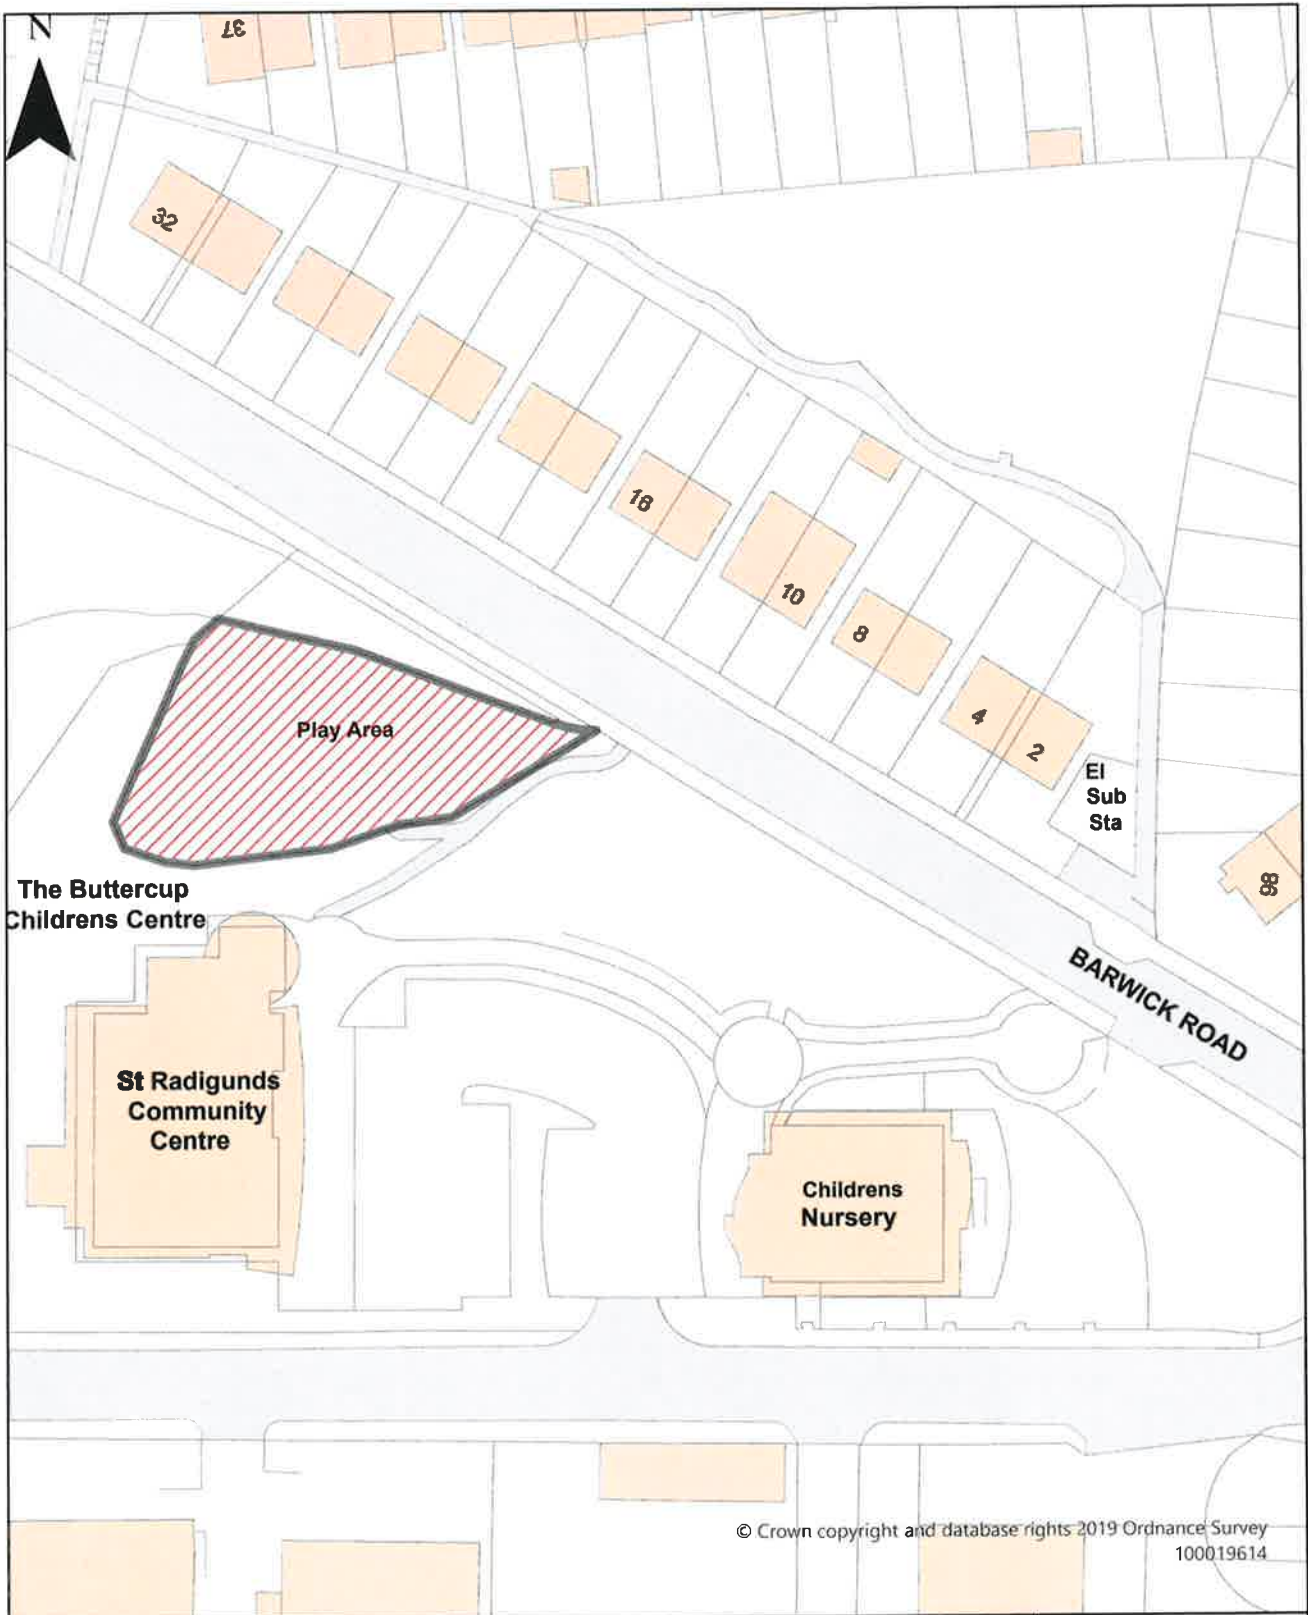 N
37
32
18
10
8
4
2
Play Area
El
Sub
Sta
The Buttercup
Childrens Centre
88
BARWICK ROAD
St Radigunds
Community
Centre
Childrens
Nursery
© Crown copyright and database rights 2019 Ordnance Survey
100019614